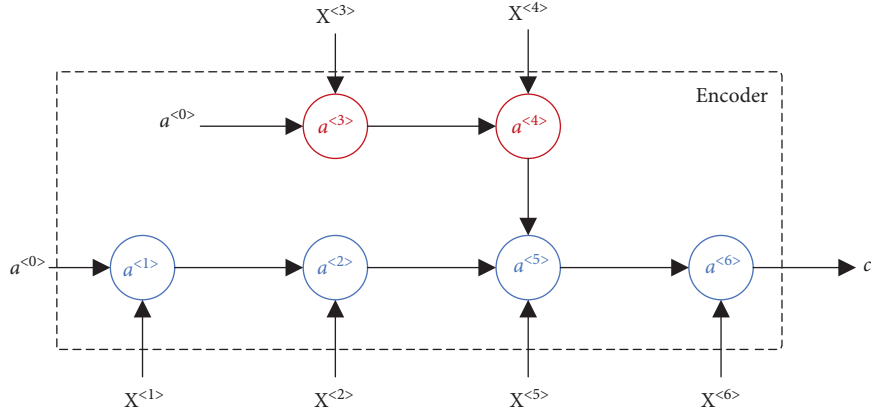 X<3> X<4>
Encoder
a<0> a<3> a<4>
a<0> a<1> a<2> a<5> a<6> c
X<1> X<2> X<5> X<6>